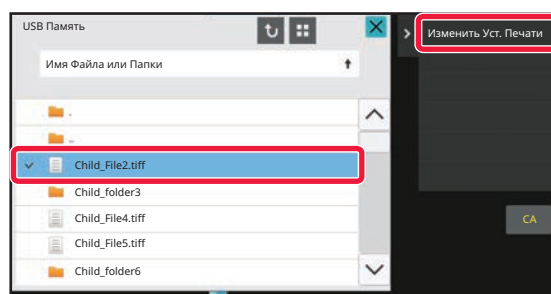 USB Память
Изменить Уст. Печати
Имя Файла или Папки
.
..
Child_File2.tiff
Child_folder3
Child_File4.tiff
CA
Child_File5.tiff
Child_folder6